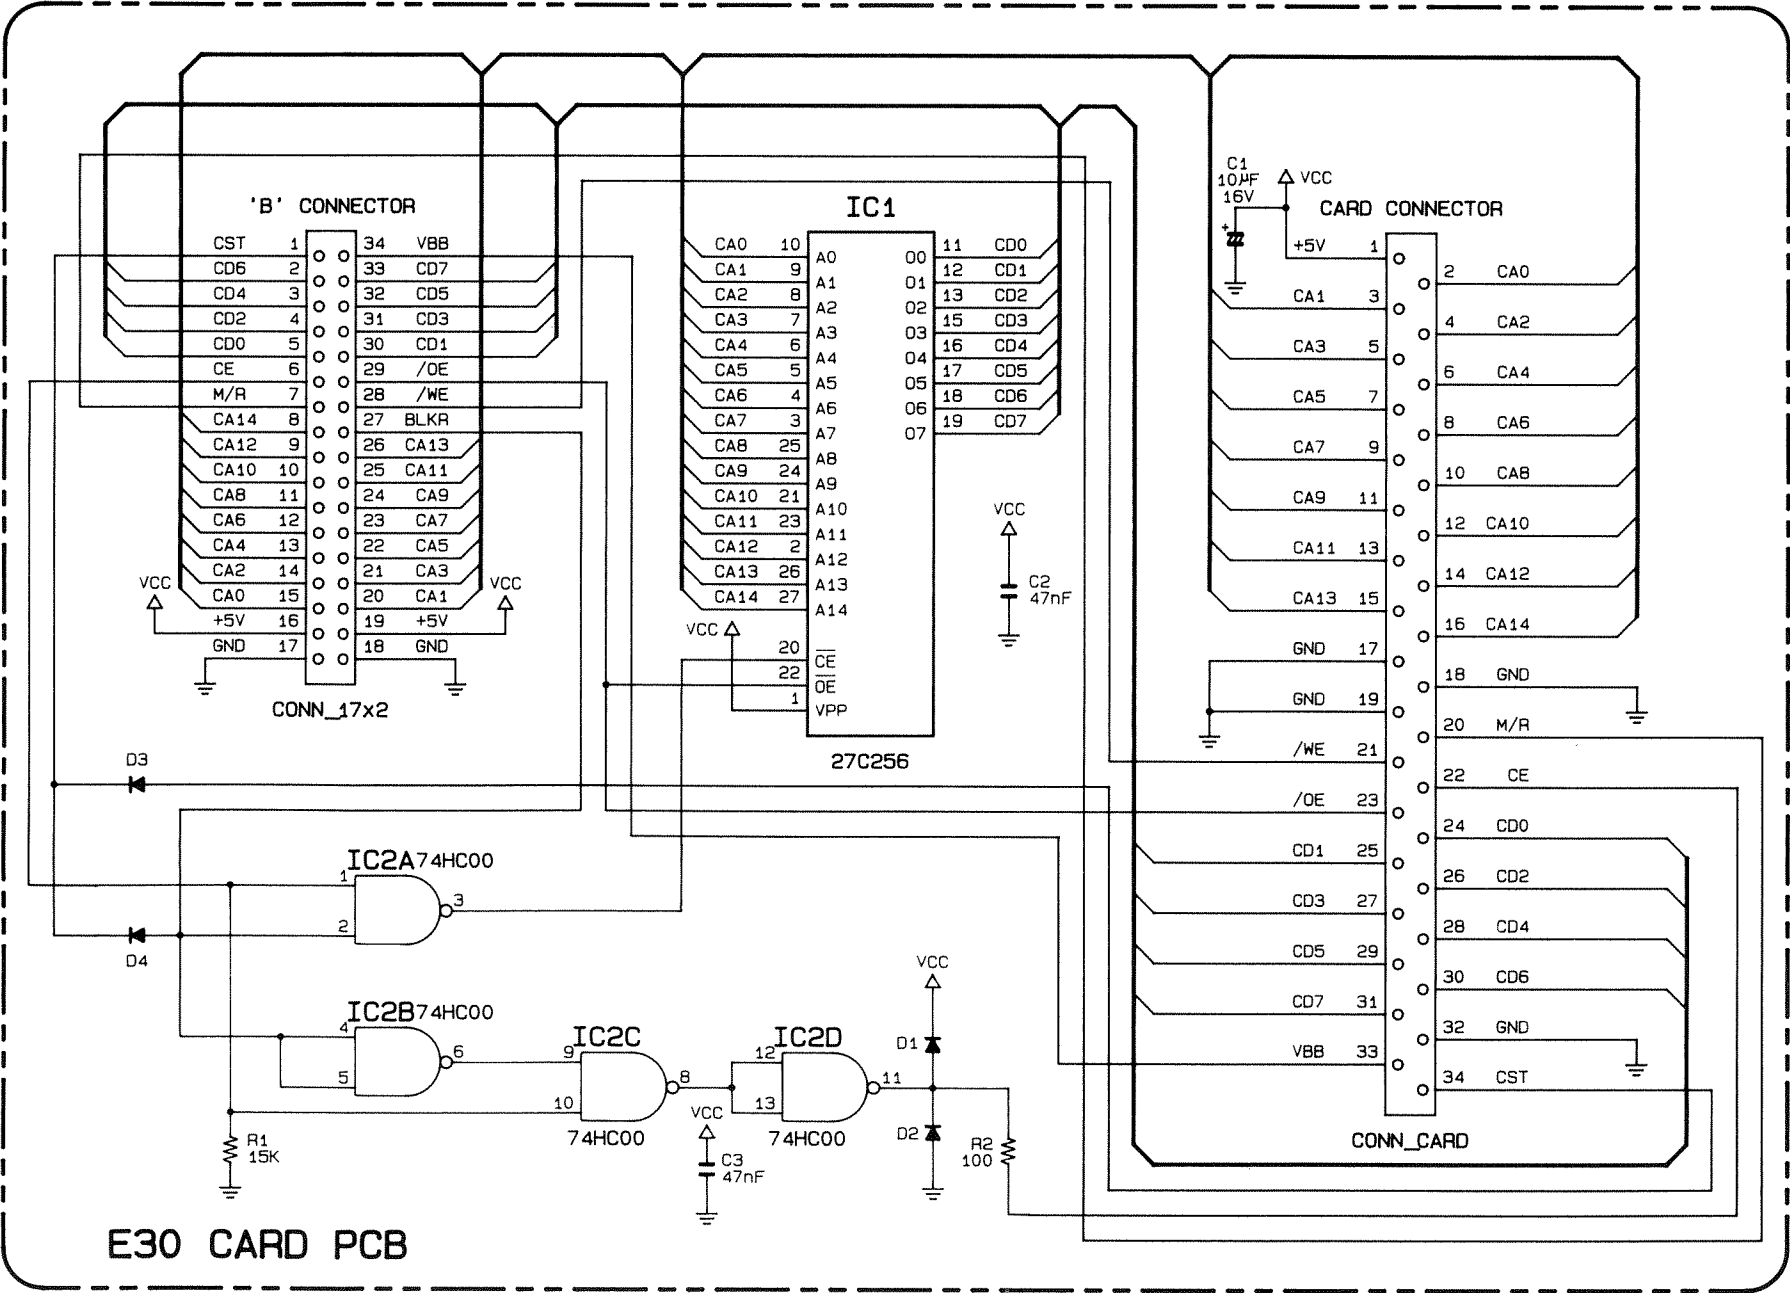 'B' CONNECTOR
CST 1 34 VBB
CD6 2 33 CD7
CD4 3 32 CD5
CD2 4 31 CD3
CD0 5 30 CD1
CE 6 29 /OE
M/R 7 28 /WE
CA14 8 27 BLKR
CA12 9 26 CA13
CA10 10 25 CA11
CA8 11 24 CA9
CA6 12 23 CA7
CA4 13 22 CA5
CA2 14 21 CA3
VCC VCC
CA0 15 20 CA1
+5V 16 19 +5V
GND 17 18 GND
CONN_17x2
IC1
CA0 10 A0 O0 11 CD0
CA1 9 A1 O1 12 CD1
CA2 8 A2 O2 13 CD2
CA3 7 A3 O3 15 CD3
CA4 6 A4 O4 16 CD4
CA5 5 A5 O5 17 CD5
CA6 4 A6 O6 18 CD6
CA7 3 A7 O7 19 CD7
CA8 25 A8
CA9 24 A9
CA10 21 A10
CA11 23 A11
CA12 2 A12
CA13 26 A13
CA14 27 A14
VCC
20 CE
22 OE
1 VPP
27C256
VCC
C2
47nF
C1
10µF
16V
+
VCC
CARD CONNECTOR
+5V 1
2 CA0
CA1 3
4 CA2
CA3 5
6 CA4
CA5 7
8 CA6
CA7 9
10 CA8
CA9 11
12 CA10
CA11 13
14 CA12
CA13 15
16 CA14
GND 17
18 GND
GND 19
20 M/R
/WE 21
22 CE
/OE 23
24 CD0
CD1 25
26 CD2
CD3 27
28 CD4
CD5 29
30 CD6
CD7 31
32 GND
VBB 33
34 CST
CONN_CARD
D3
D4
IC2A 74HC00
1
2
3
IC2B 74HC00
4
5
6
IC2C
9
10
8
74HC00
IC2D
12
13
11
74HC00
VCC
D1
D2
R1
15K
VCC
C3
47nF
R2
100
E30 CARD PCB